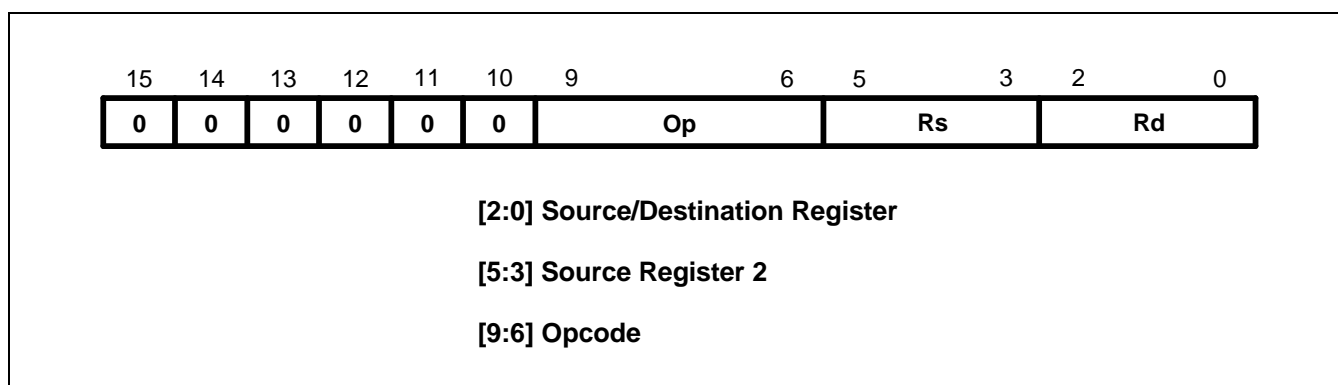 15 14 13 12 11 10 9 6 5 3 2 0
0 0 0 0 0 0 Op Rs Rd
[2:0] Source/Destination Register
[5:3] Source Register 2
[9:6] Opcode